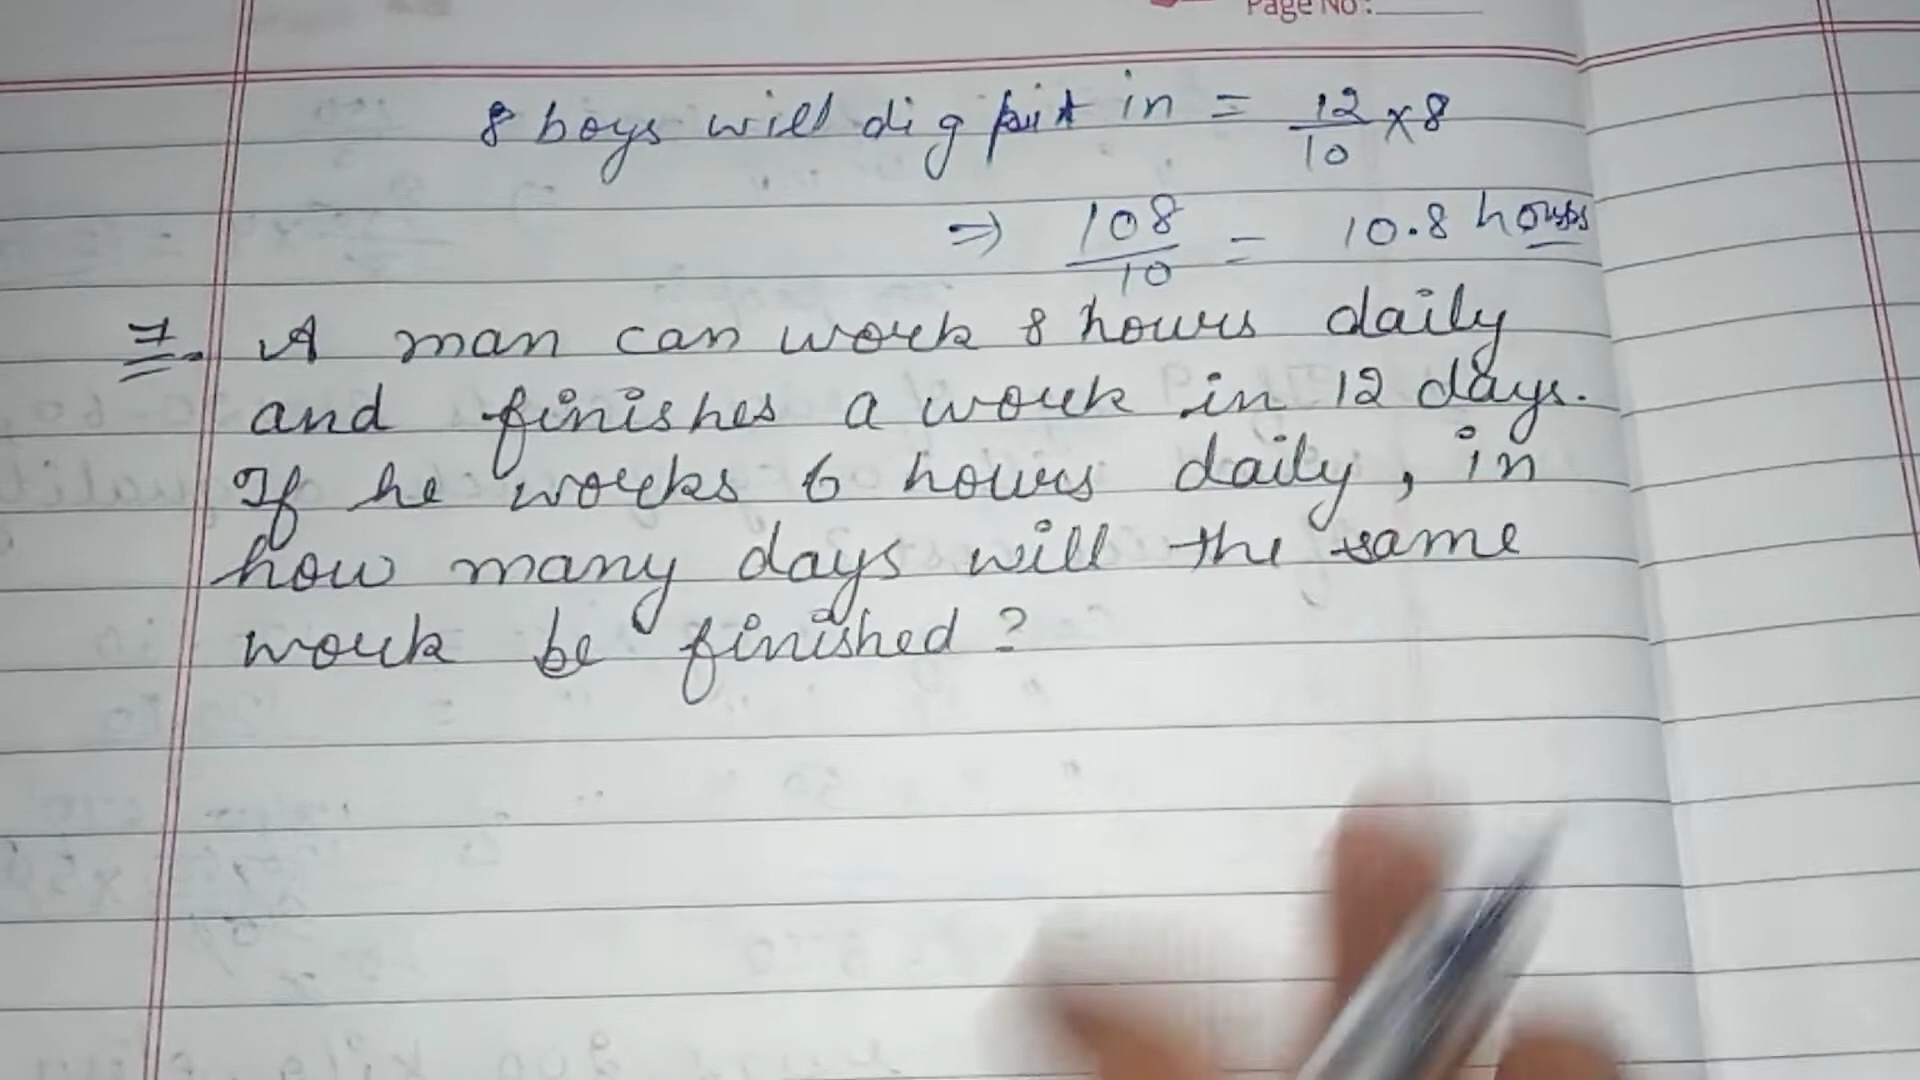 Page No :
8 boys will dig pit in = 12/10 × 8
⇒ 108/10 = 10.8 hours
7. A man can work 8 hours daily
and finishes a work in 12 days.
If he works 6 hours daily, in
how many days will the same
work be finished ?